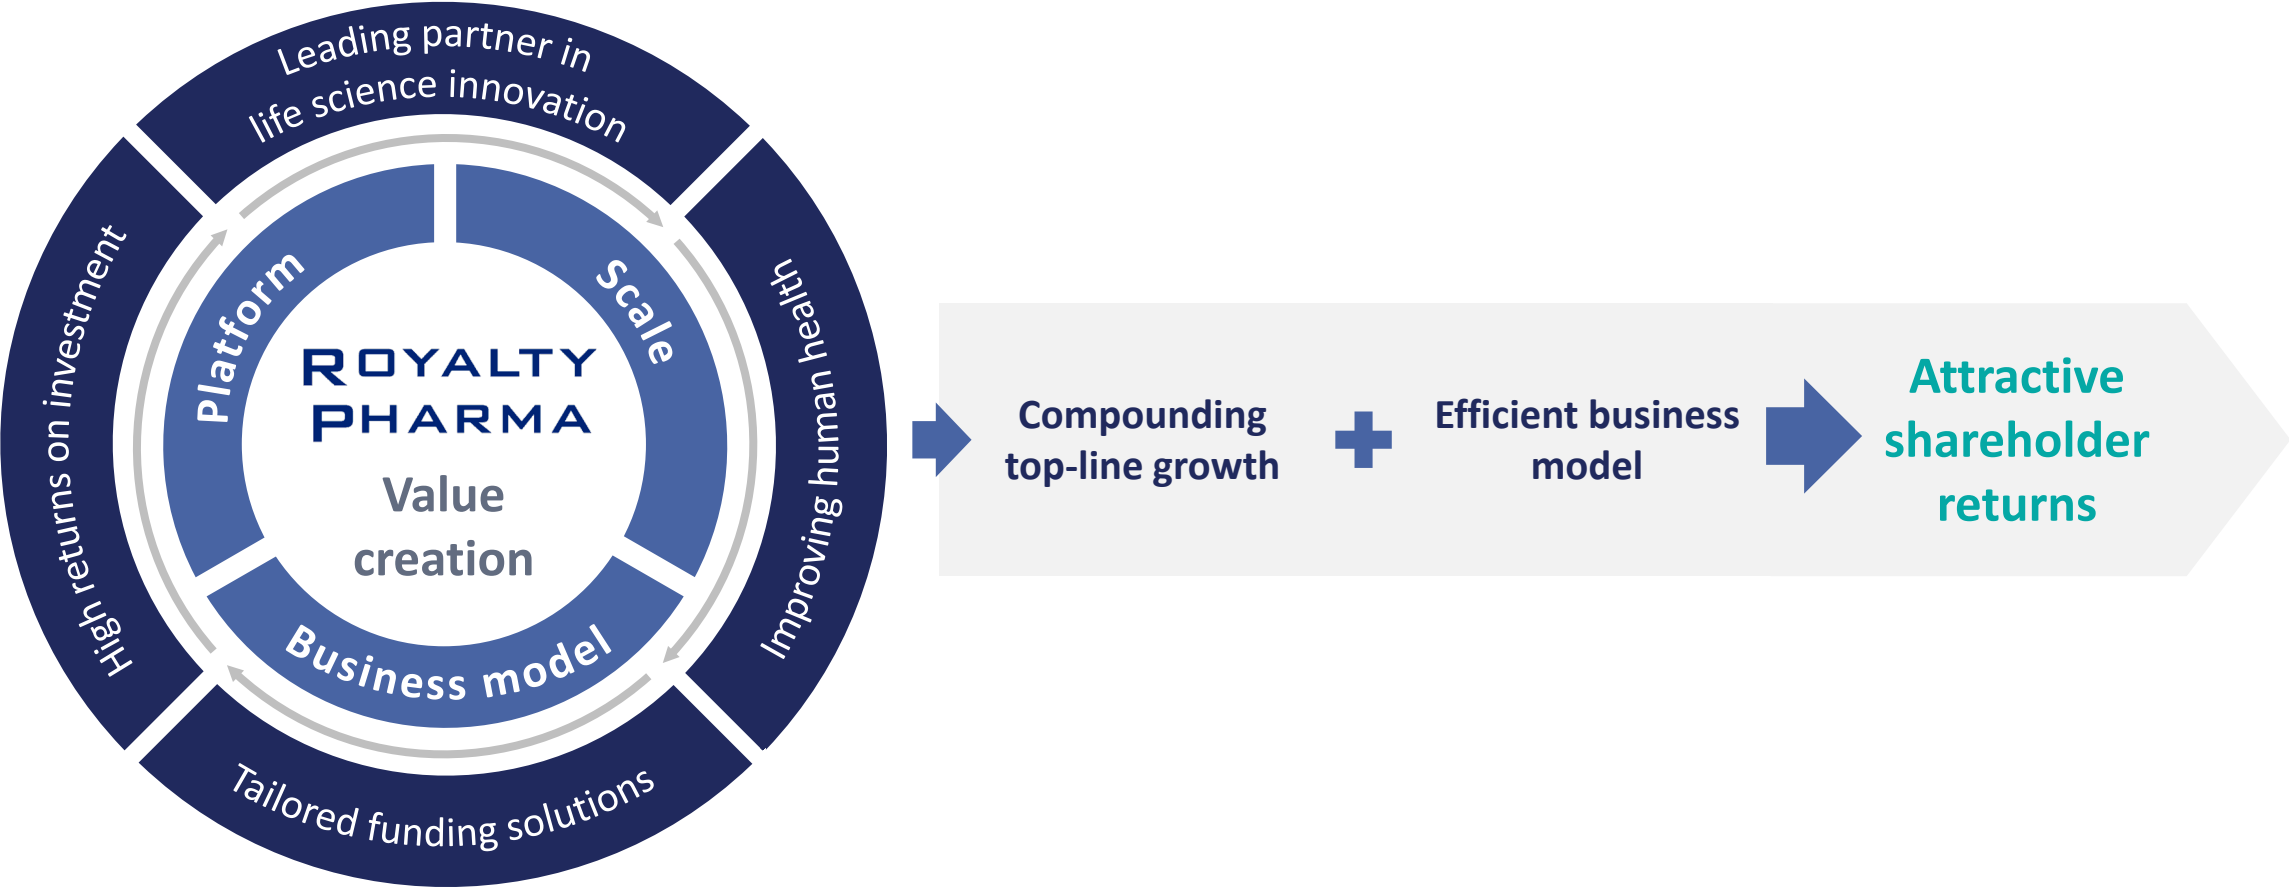 Leading partner in
life science innovation
High returns on investment
Improving human health
Tailored funding solutions
Platform
Scale
Business model
ROYALTY
PHARMA
Value
creation
Compounding
top-line growth
Efficient business
model
Attractive
shareholder
returns